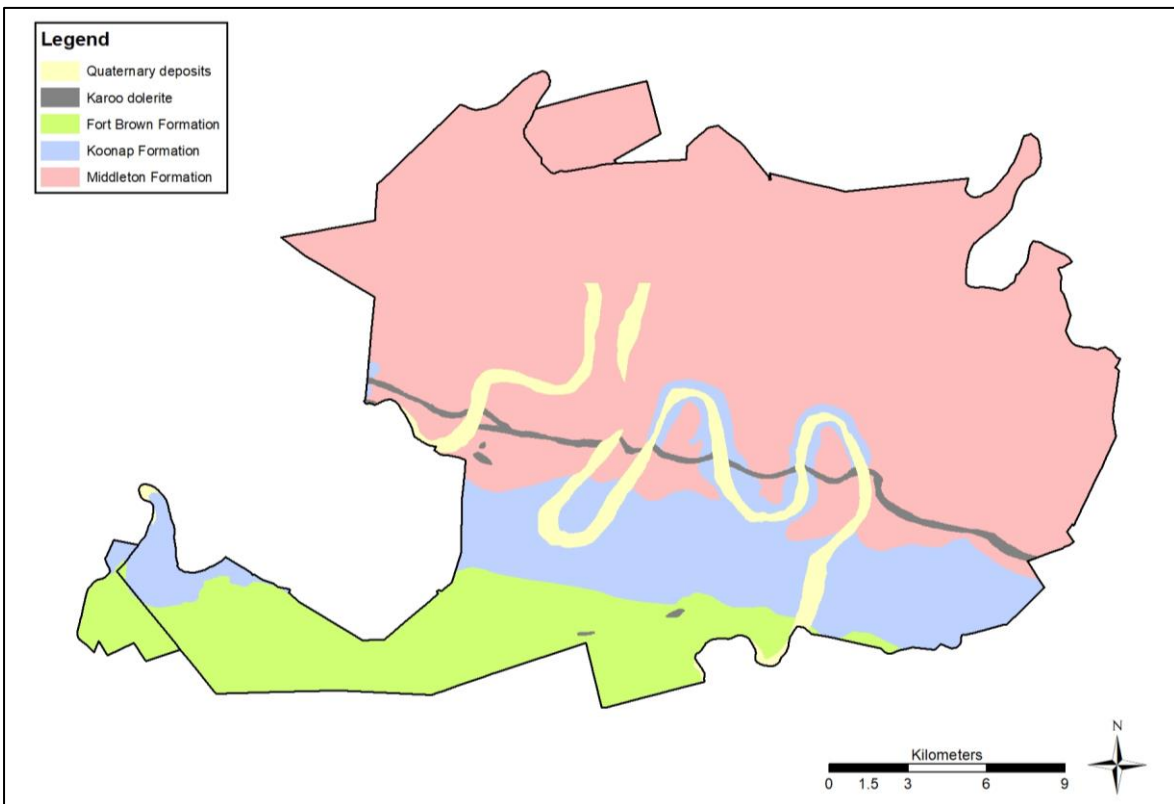 Legend
Quaternary deposits
Karoo dolerite
Fort Brown Formation
Koonap Formation
Middleton Formation
N
Kilometers
0 1.5 3 6 9